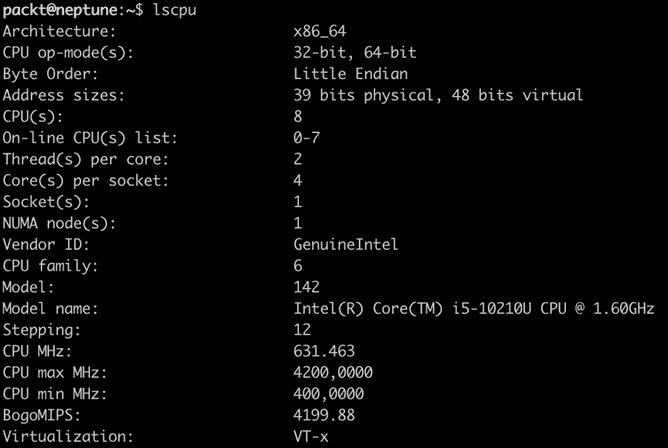 packt@neptune:~$ lscpu
Architecture: x86_64
CPU op-mode(s): 32-bit, 64-bit
Byte Order: Little Endian
Address sizes: 39 bits physical, 48 bits virtual
CPU(s): 8
On-line CPU(s) list: 0-7
Thread(s) per core: 2
Core(s) per socket: 4
Socket(s): 1
NUMA node(s): 1
Vendor ID: GenuineIntel
CPU family: 6
Model: 142
Model name: Intel(R) Core(TM) i5-10210U CPU @ 1.60GHz
Stepping: 12
CPU MHz: 631.463
CPU max MHz: 4200,0000
CPU min MHz: 400,0000
BogoMIPS: 4199.88
Virtualization: VT-x